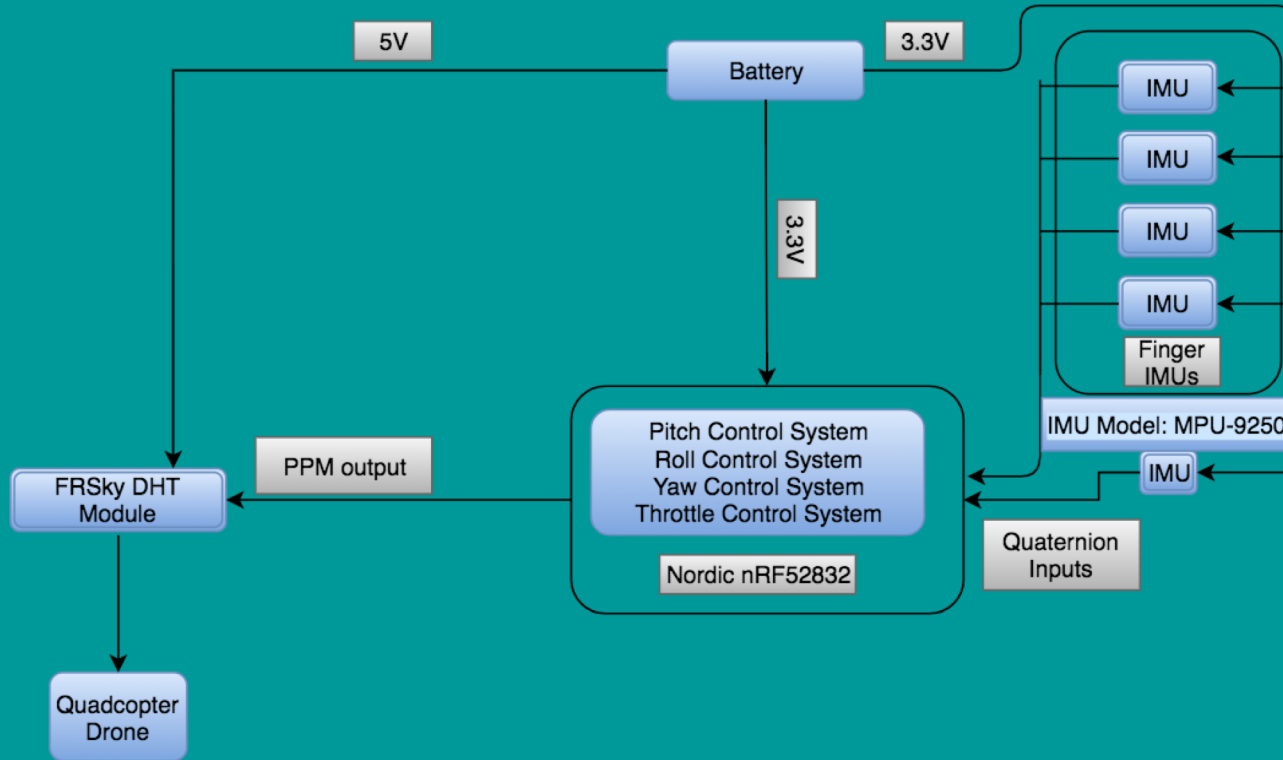 5V
Battery
3.3V
IMU
IMU
3.3V
IMU
IMU
Finger
IMUs
IMU Model: MPU-9250
Pitch Control System
Roll Control System
Yaw Control System
Throttle Control System
PPM output
IMU
FRSky DHT
Module
Quaternion
Inputs
Nordic nRF52832
Quadcopter
Drone